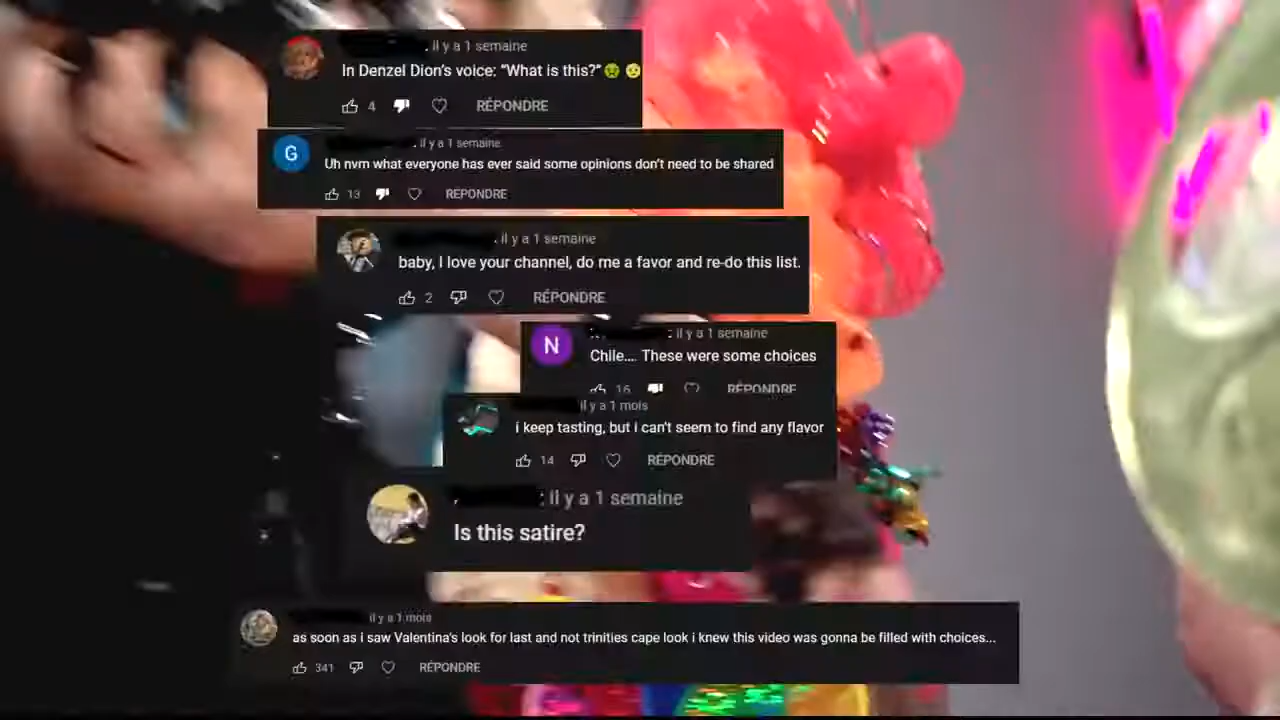 : il y a 1 semaine
In Denzel Dion's voice: “What is this?”🤢🤢
4 RÉPONDRE
G
. il y a 1 semaine
Uh nvm what everyone has ever said some opinions don't need to be shared
13 RÉPONDRE
. il y a 1 semaine
baby, I love your channel, do me a favor and re-do this list.
2 RÉPONDRE
N
: il y a 1 semaine
Chile.... These were some choices
16 RÉPONDRE
il y a 1 mois
i keep tasting, but i can't seem to find any flavor
14 RÉPONDRE
: il y a 1 semaine
Is this satire?
il y a 1 mois
as soon as i saw Valentina's look for last and not trinities cape look i knew this video was gonna be filled with choices...
341 RÉPONDRE